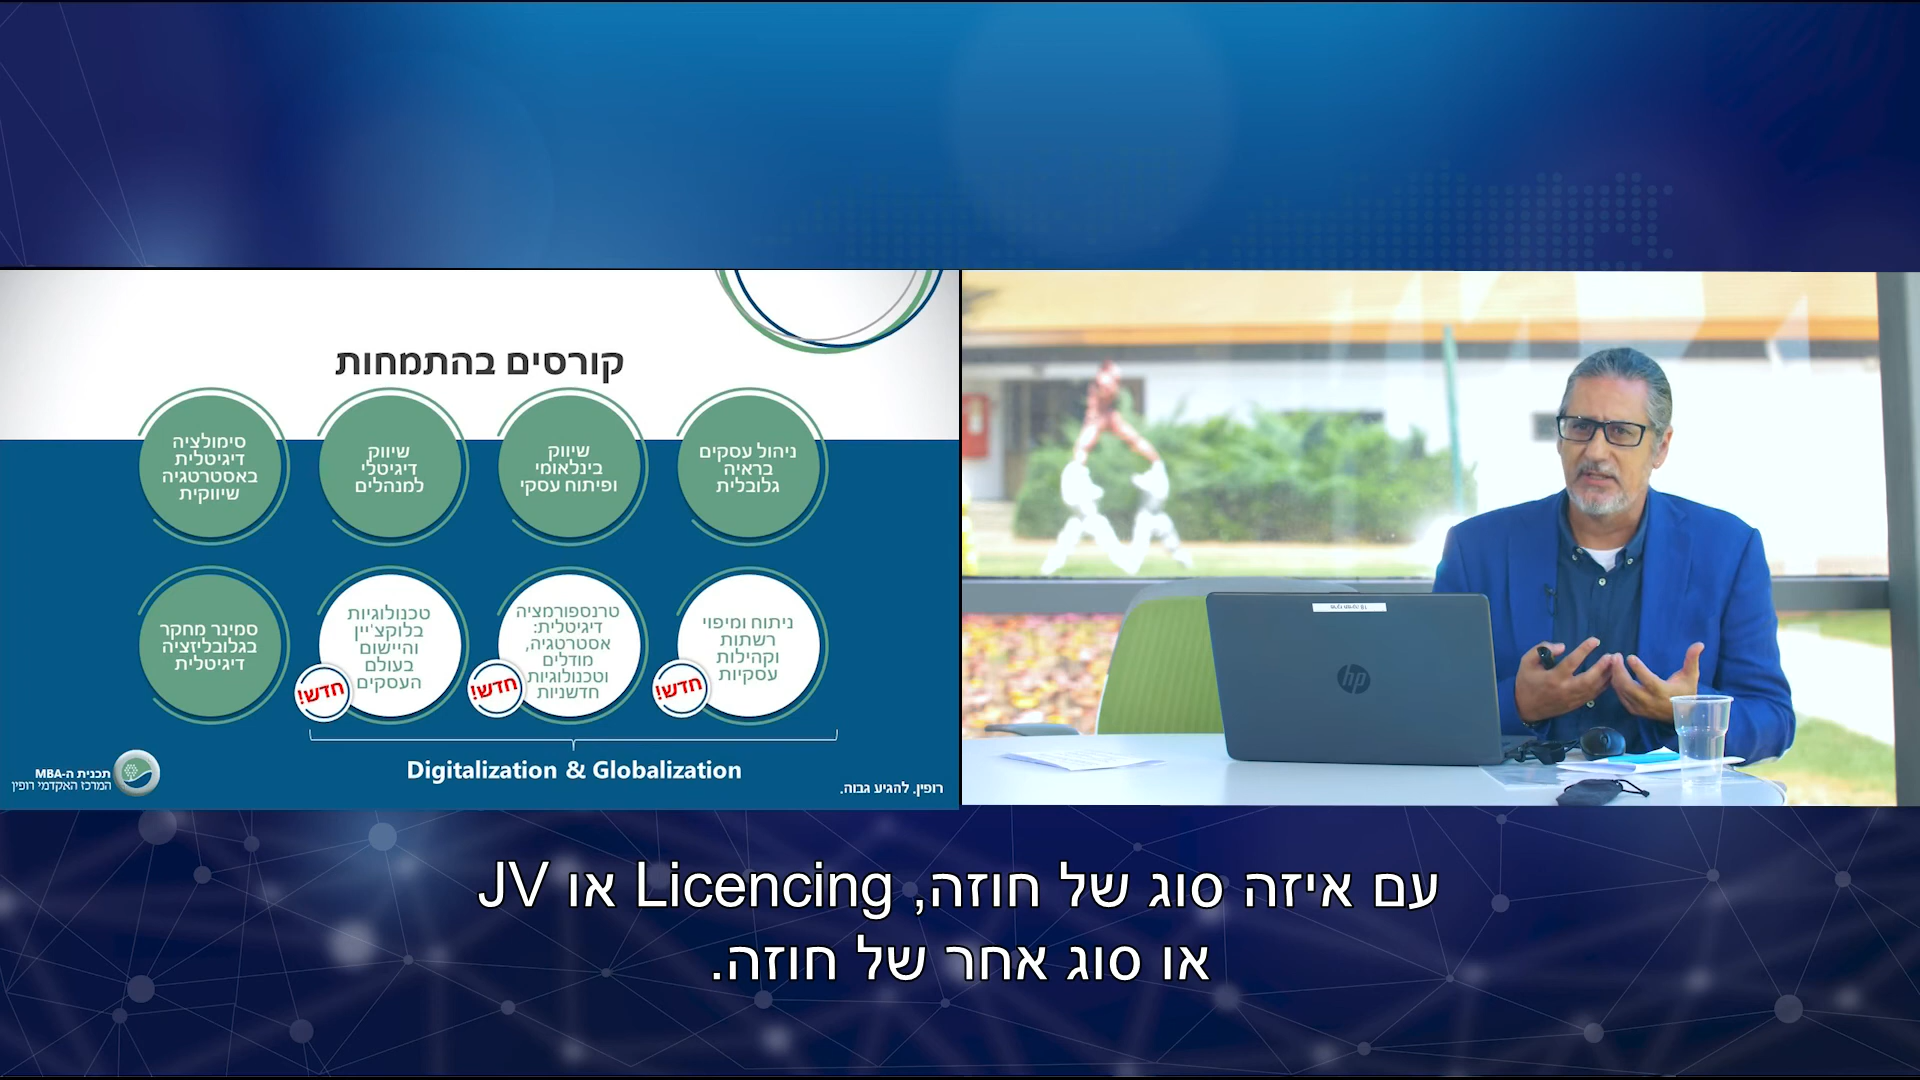 קורסים בהתמחות
ניהול עסקים
בראיה
גלובלית
שיווק
בינלאומי
ופיתוח עסקי
שיווק
דיגיטלי
למנהלים
סימולציה
דיגיטלית
באסטרטגיה
שיווקית
ניתוח ומיפוי
רשתות
וקהילות
עסקיות
חדש!
טרנספורמציה
דיגיטלית:
אסטרטגיה,
מודלים
וטכנולוגיות
חדשניות
חדש!
טכנולוגיות
בלוקצ'יין
והיישום
בעולם
העסקים
חדש!
סמינר מחקר
בגלובליזציה
דיגיטלית
Digitalization & Globalization
רופין. להגיע גבוה.
תכנית ה-MBA
המרכז האקדמי רופין
hp
עם איזה סוג של חוזה, Licencing או JV
או סוג אחר של חוזה.